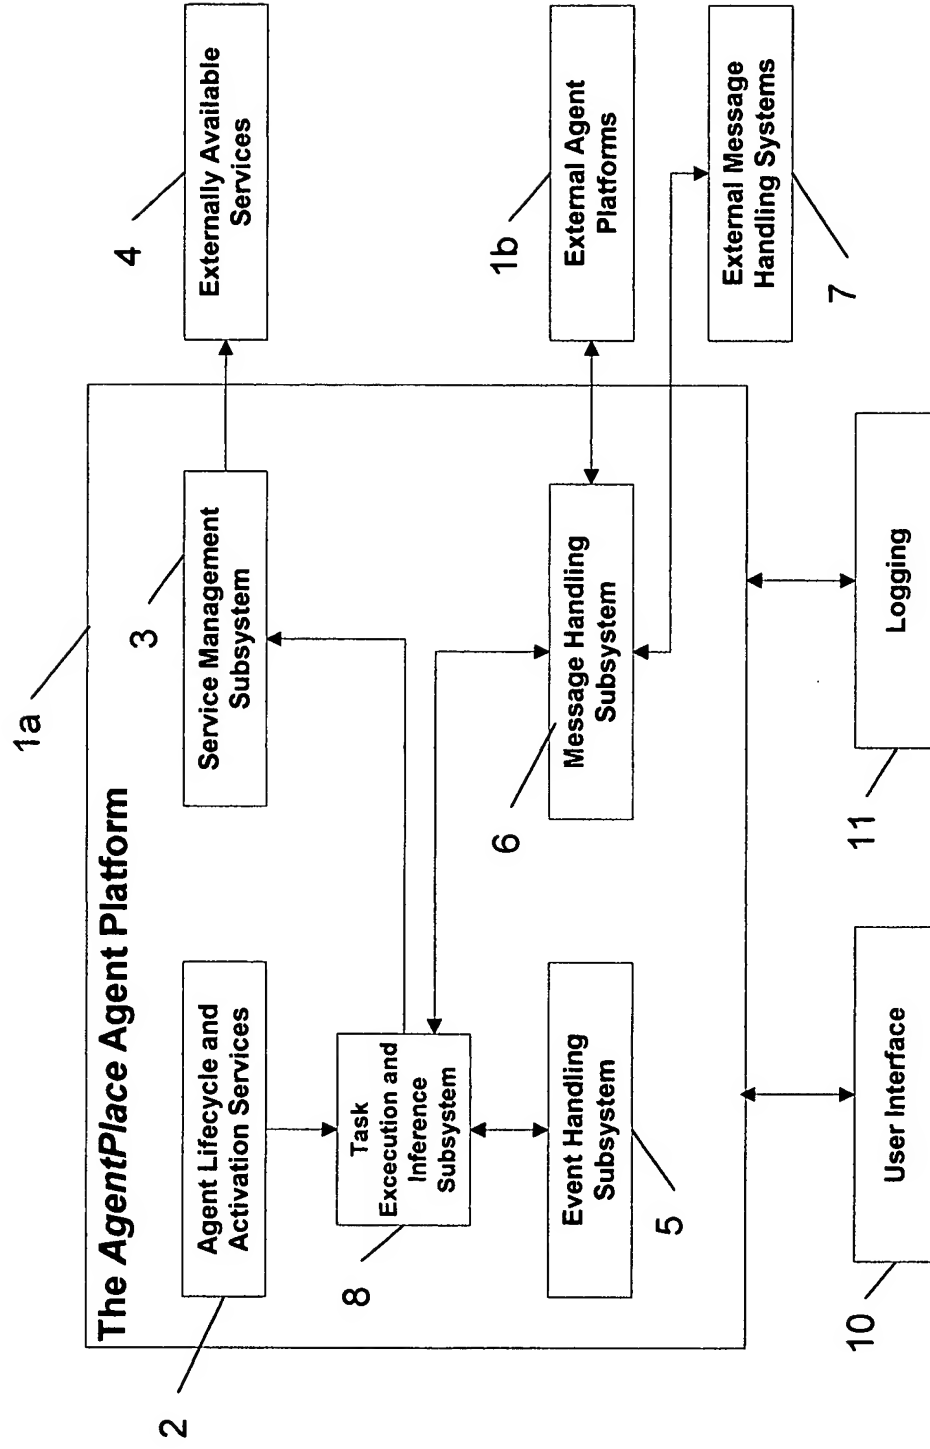 The AgentPlace Agent Platform
1a
2
Agent Lifecycle and
Activation Services
3
Service Management
Subsystem
4
Externally Available
Services
8
Task
Excecution and
Inference
Subsystem
5
Event Handling
Subsystem
6
Message Handling
Subsystem
1b
External Agent
Platforms
External Message
Handling Systems
7
10
User Interface
11
Logging